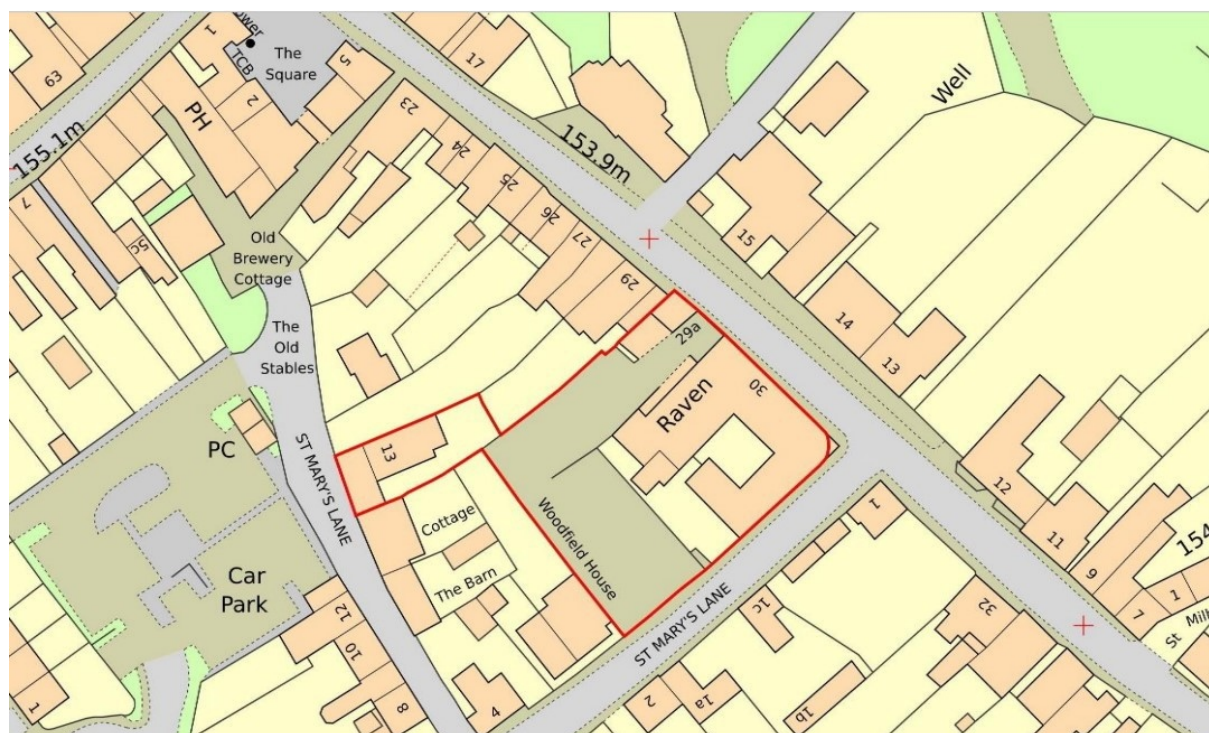 63
1
TCB
The
Square
5
17
PH
2
155.1m
23
24
25
26
27
29
153.9m
Well
15
14
13
7
5c
Old
Brewery
Cottage
The
Old
Stables
29a
30
Raven
13
PC
ST MARY'S LANE
Cottage
The Barn
Woodfield House
Car
Park
12
10
8
4
1
ST MARY'S LANE
1
1c
2
1a
1b
32
12
11
9
7
1
154
St